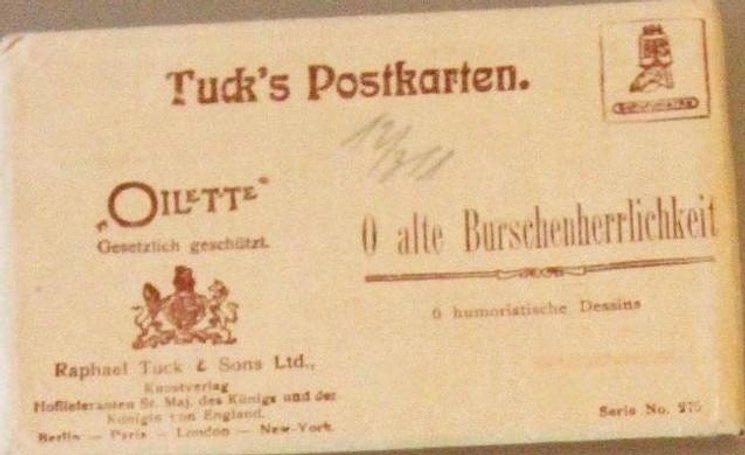 Tuck's Postkarten.
„OILETTE"
Gesetzlich geschützt.
O alte Burschenherrlichkeit
6 humoristische Dessins
Raphael Tuck & Sons Ltd.,
Kunstverlag
Hoflieferanten Sr. Maj. des Königs und der
Königin von England.
Berlin — Paris — London — New-York.
Serie No.